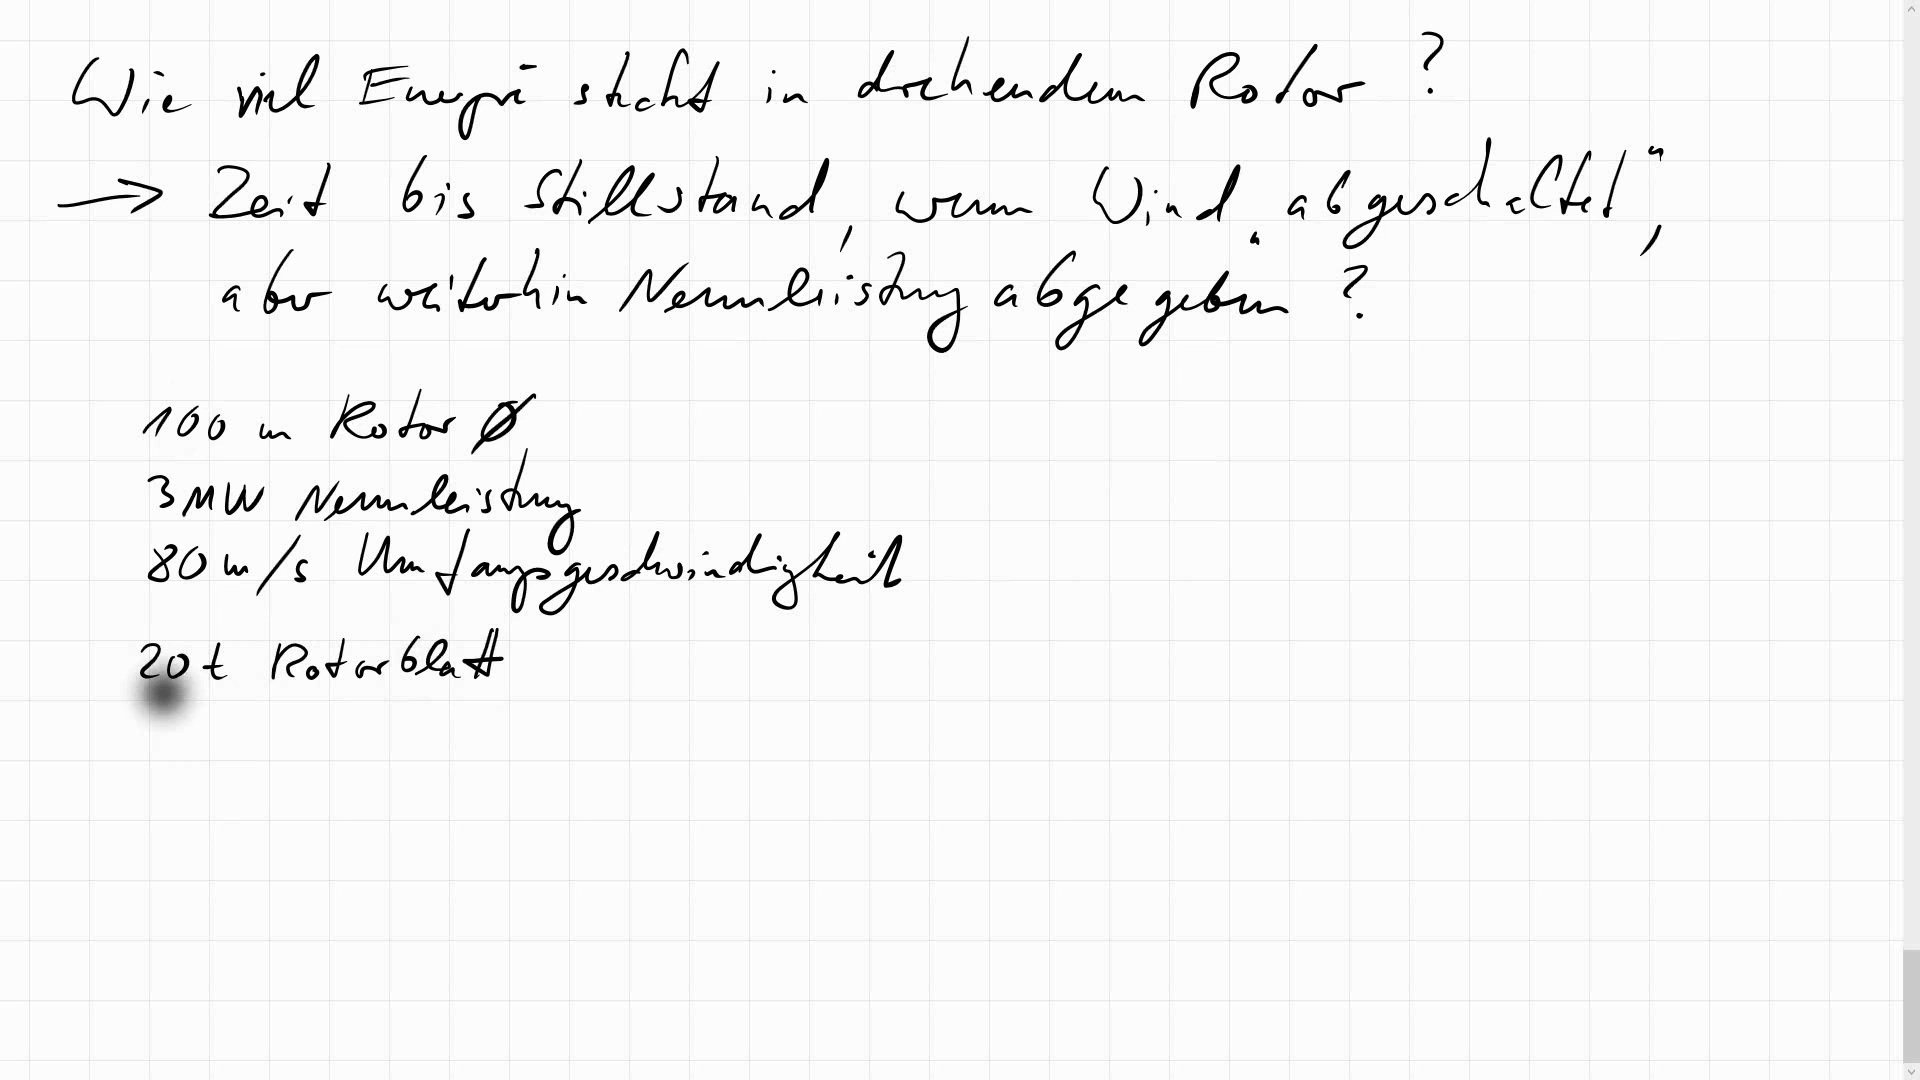 Wie viel Energie steckt in drehendem Rotor ?
→ Zeit bis Stillstand, wenn Wind „abgeschaltet“,
aber weiterhin Nennleistung abgegeben ?
100 m Rotor Ø
3 MW Nennleistung
80 m/s Umfangsgeschwindigkeit
20 t Rotorblatt